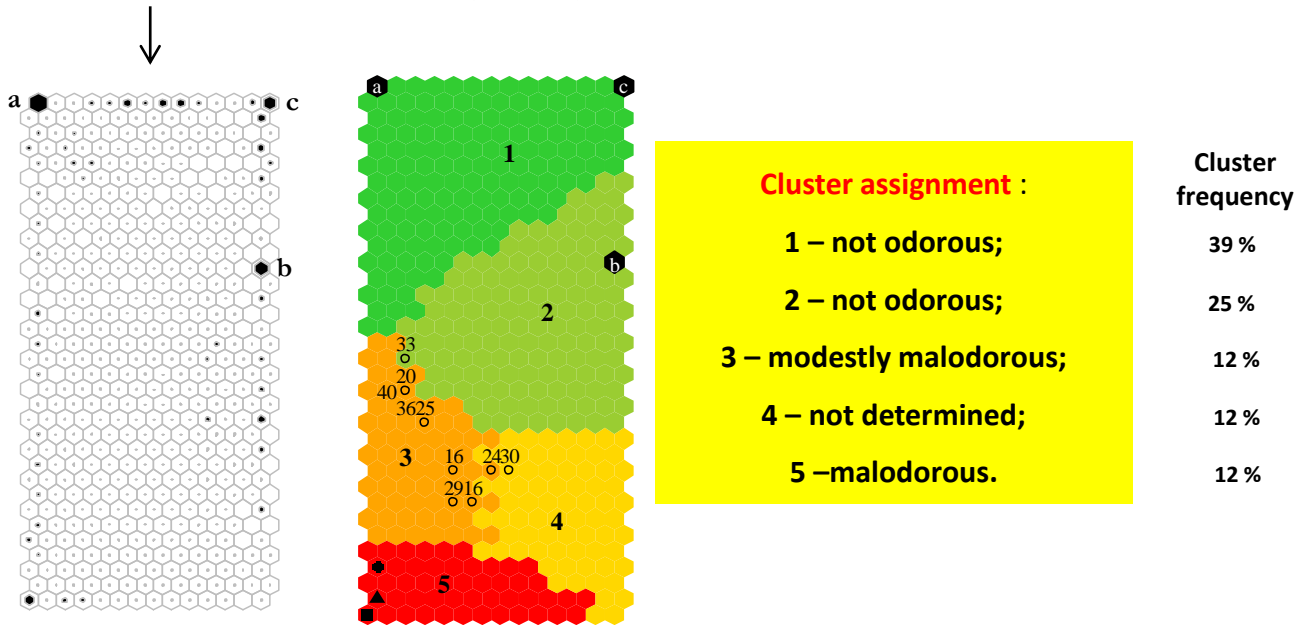 a
c
b
a
c
1
b
2
33
20
40
3625
16
2430
3
2916
4
5
Cluster assignment :
1 – not odorous;
2 – not odorous;
3 – modestly malodorous;
4 – not determined;
5 –malodorous.
Cluster
frequency
39 %
25 %
12 %
12 %
12 %